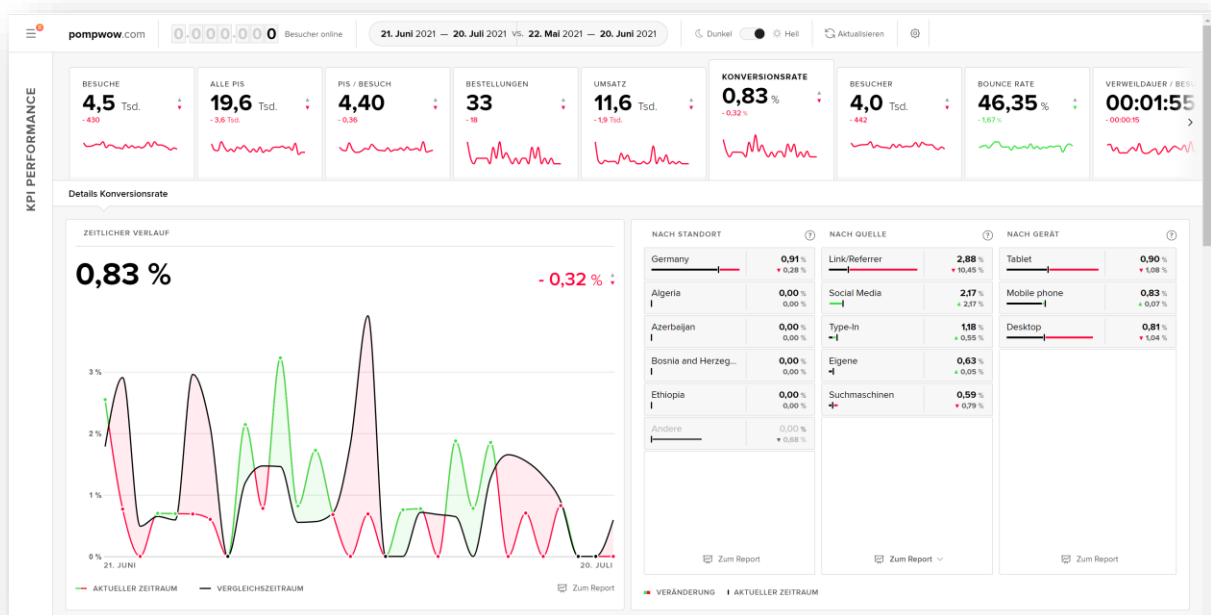 8
pompwow.com 0.000.000 Besucher online 21. Juni 2021 — 20. Juli 2021 VS. 22. Mai 2021 — 20. Juni 2021 Dunkel Hell Aktualisieren
KPI PERFORMANCE
BESUCHE
4,5 Tsd.
- 430
ALLE PIS
19,6 Tsd.
- 3,6 Tsd.
PIS / BESUCH
4,40
- 0,36
BESTELLUNGEN
33
- 18
UMSATZ
11,6 Tsd.
- 1,9 Tsd.
KONVERSIONSRATE
0,83 %
- 0,32 %
BESUCHER
4,0 Tsd.
- 442
BOUNCE RATE
46,35 %
- 1,67 %
VERWEILDAUER / BESU
00:01:55
- 00:00:15
Details Konversionsrate
ZEITLICHER VERLAUF
0,83 % - 0,32 %
3 %
2 %
1 %
0 %
21. JUNI 20. JULI
AKTUELLER ZEITRAUM VERGLEICHSZEITRAUM Zum Report
NACH STANDORT ?
Germany 0,91 %
▼ 0,28 %
Algeria 0,00 %
0,00 %
Azerbaijan 0,00 %
0,00 %
Bosnia and Herzeg... 0,00 %
0,00 %
Ethiopia 0,00 %
0,00 %
Andere 0,00 %
▼ 0,68 %
Zum Report
NACH QUELLE ?
Link/Referrer 2,88 %
▼ 10,45 %
Social Media 2,17 %
▲ 2,17 %
Type-In 1,18 %
▲ 0,55 %
Eigene 0,63 %
▲ 0,05 %
Suchmaschinen 0,59 %
▼ 0,79 %
Zum Report
NACH GERÄT ?
Tablet 0,90 %
▼ 1,08 %
Mobile phone 0,83 %
▲ 0,07 %
Desktop 0,81 %
▼ 1,04 %
Zum Report
VERÄNDERUNG AKTUELLER ZEITRAUM